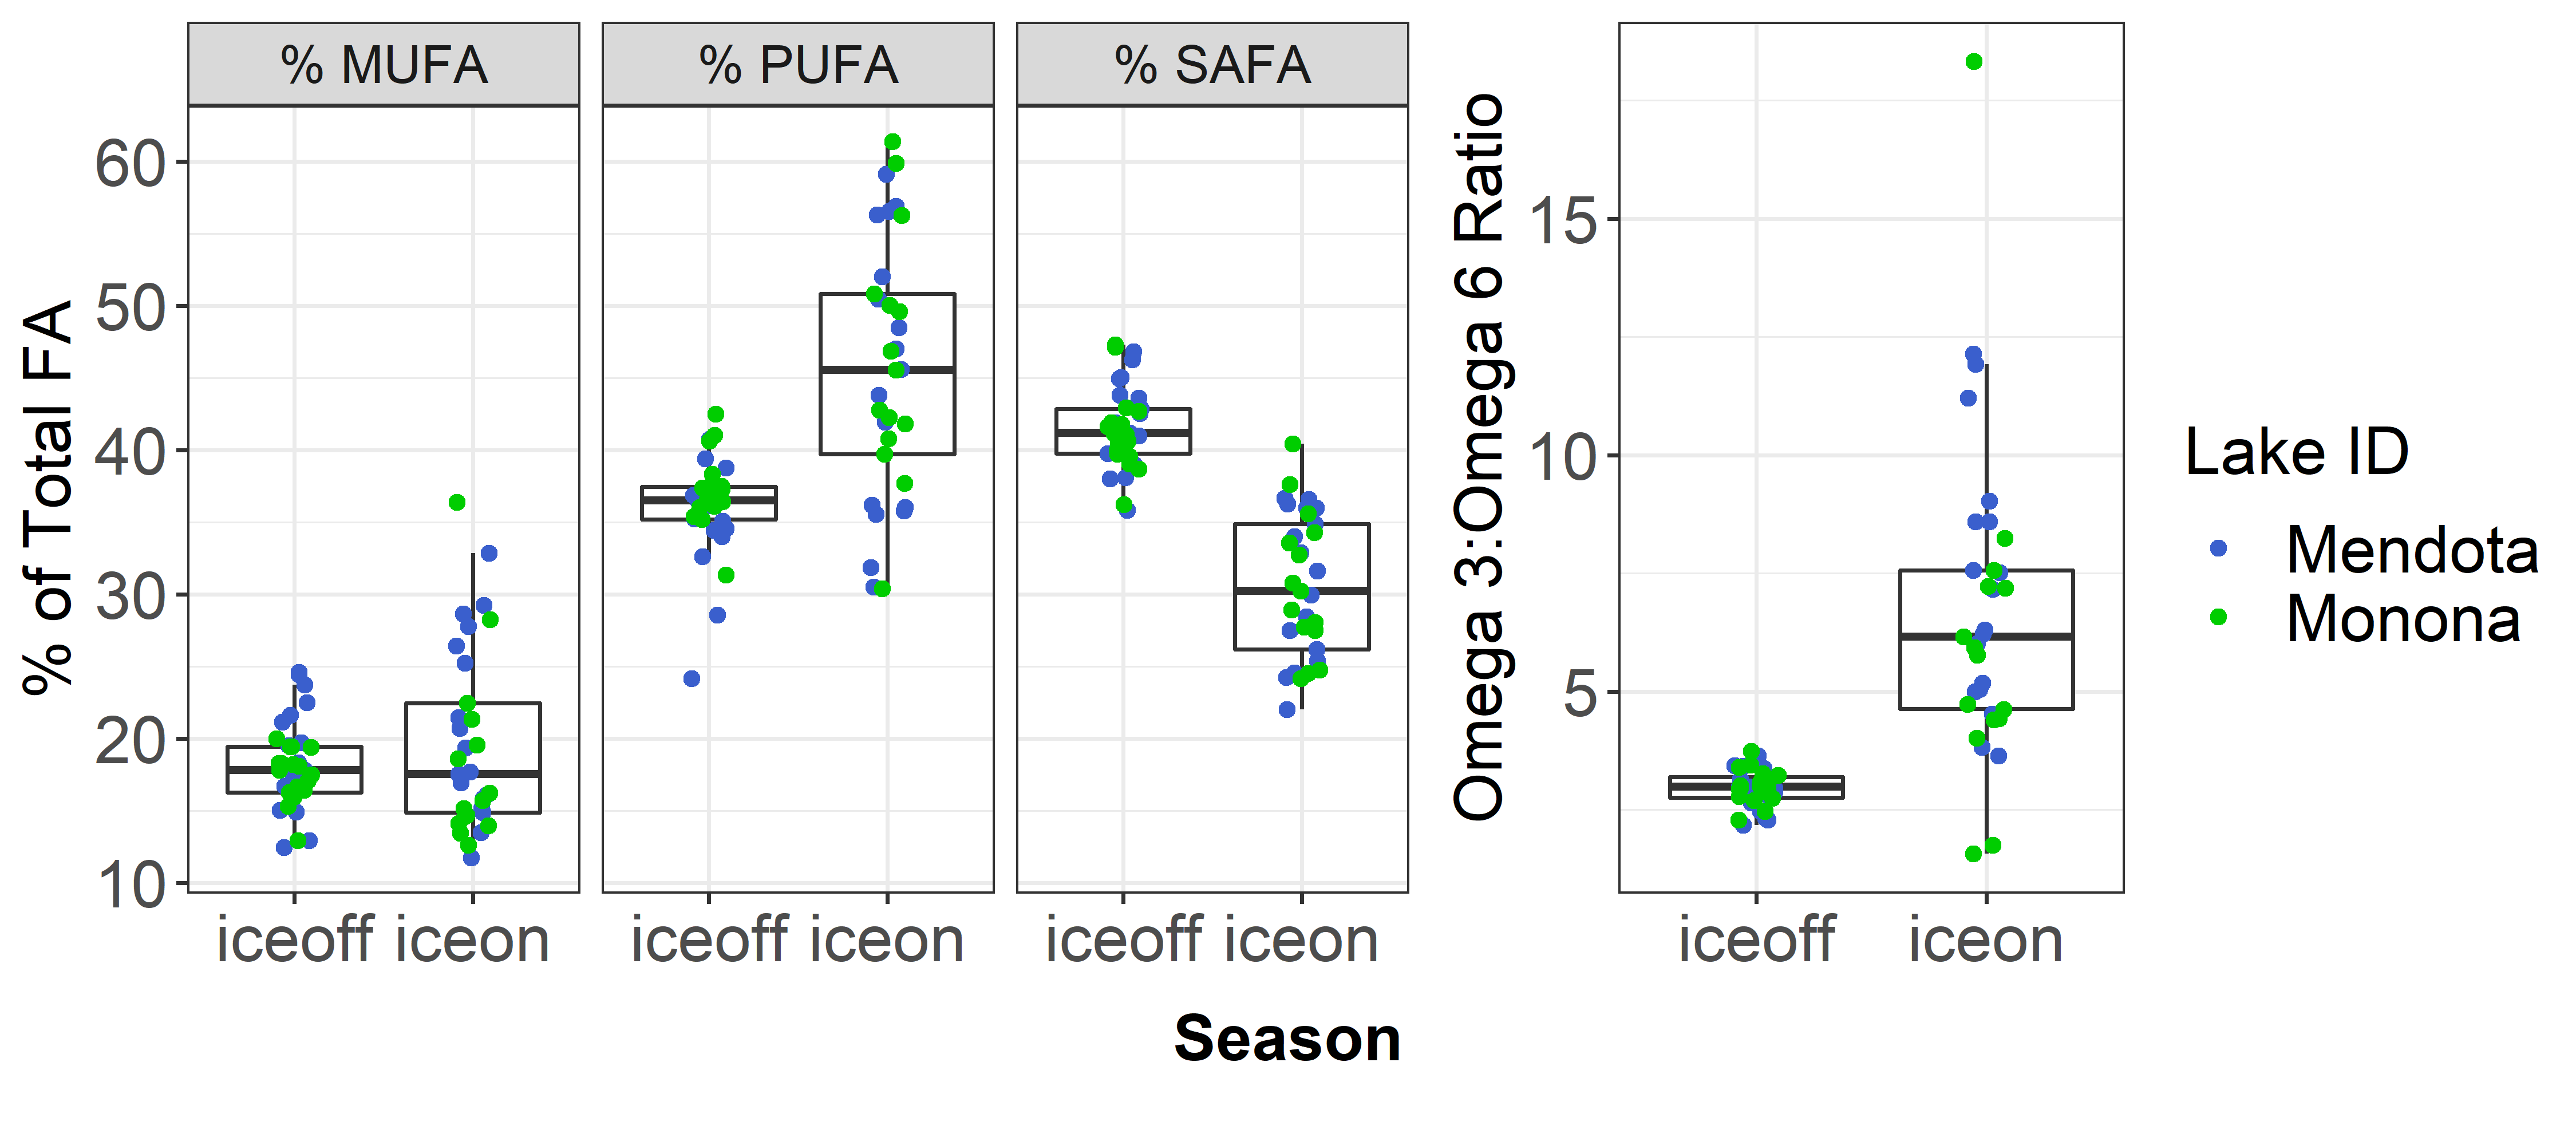 % MUFA
% PUFA
% SAFA
% of Total FA
60
50
40
30
20
10
iceoff iceon
iceoff iceon
iceoff iceon
Omega 3:Omega 6 Ratio
15
10
5
iceoff iceon
Season
Lake ID
Mendota
Monona